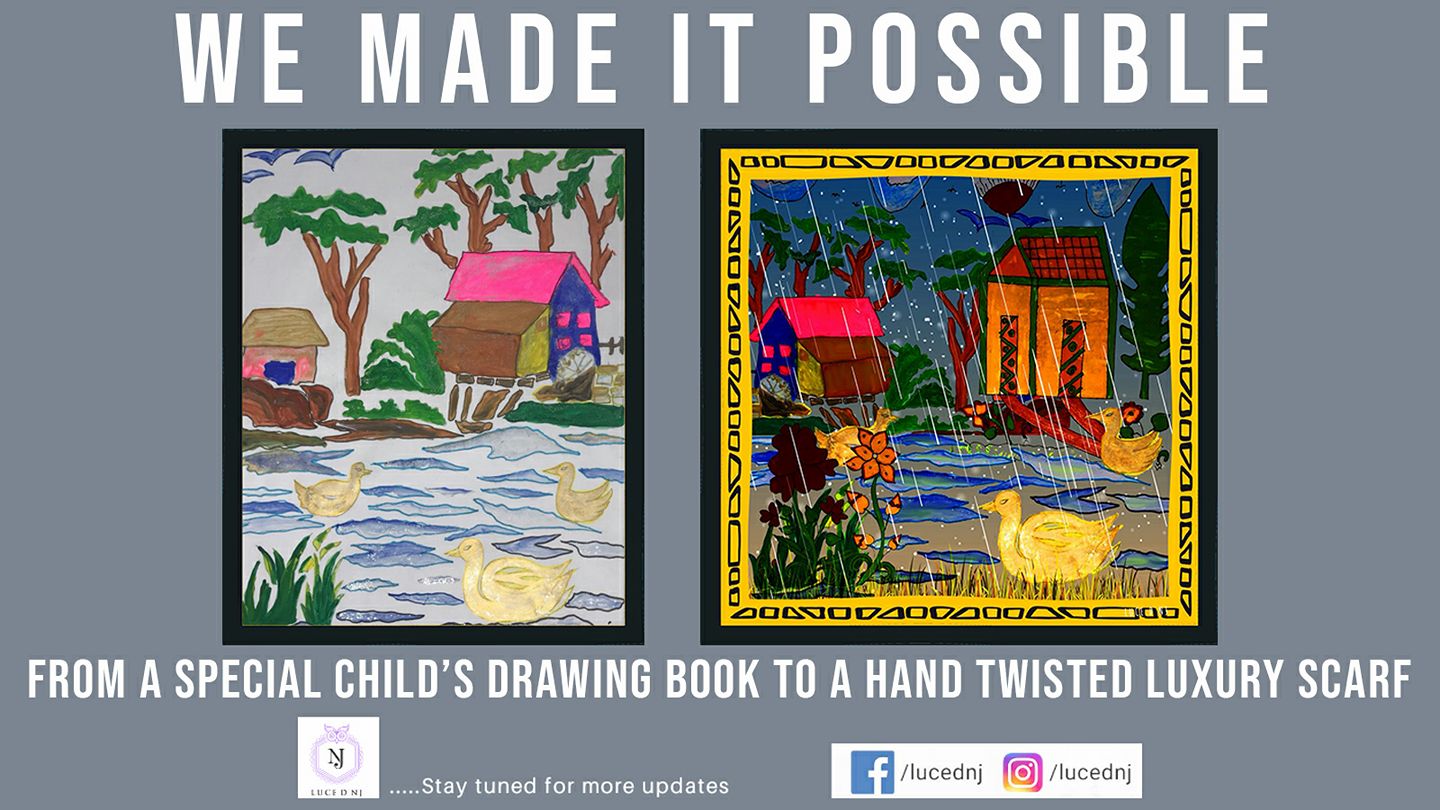 WE MADE IT POSSIBLE
FROM A SPECIAL CHILD'S DRAWING BOOK TO A HAND TWISTED LUXURY SCARF
NJ
LUCE D NJ
.....Stay tuned for more updates
/lucednj
/lucednj